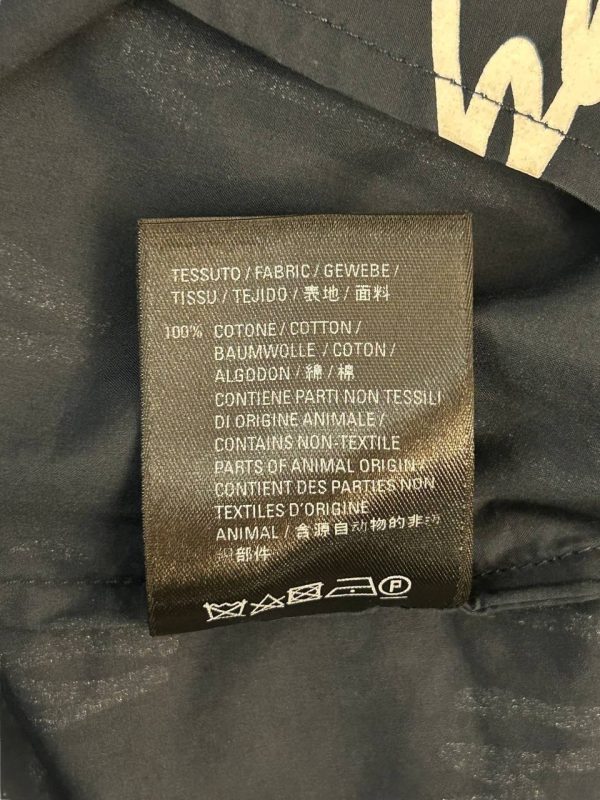 TESSUTO / FABRIC / GEWEBE /
TISSU / TEJIDO / 表地 / 面料
100% COTONE / COTTON /
BAUMWOLLE / COTON /
ALGODON / 綿 / 棉
CONTIENE PARTI NON TESSILI
DI ORIGINE ANIMALE /
CONTAINS NON-TEXTILE
PARTS OF ANIMAL ORIGIN /
CONTIENT DES PARTIES NON
TEXTILES D'ORIGINE
ANIMAL / 含源自动物的非纺
织部件
P